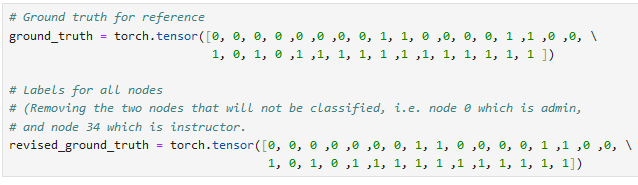 # Ground truth for reference
ground_truth = torch.tensor([0, 0, 0, 0 ,0 ,0 ,0, 0, 1, 1, 0 ,0, 0, 0, 1 ,1 ,0 ,0, \
1, 0, 1, 0 ,1 ,1, 1, 1, 1 ,1 ,1, 1, 1, 1, 1, 1 ])
# Labels for all nodes
# (Removing the two nodes that will not be classified, i.e. node 0 which is admin,
# and node 34 which is instructor.
revised_ground_truth = torch.tensor([0, 0, 0 ,0 ,0 ,0, 0, 1, 1, 0 ,0, 0, 0, 1 ,1 ,0 ,0, \
1, 0, 1, 0 ,1 ,1, 1, 1, 1 ,1 ,1, 1, 1, 1, 1])